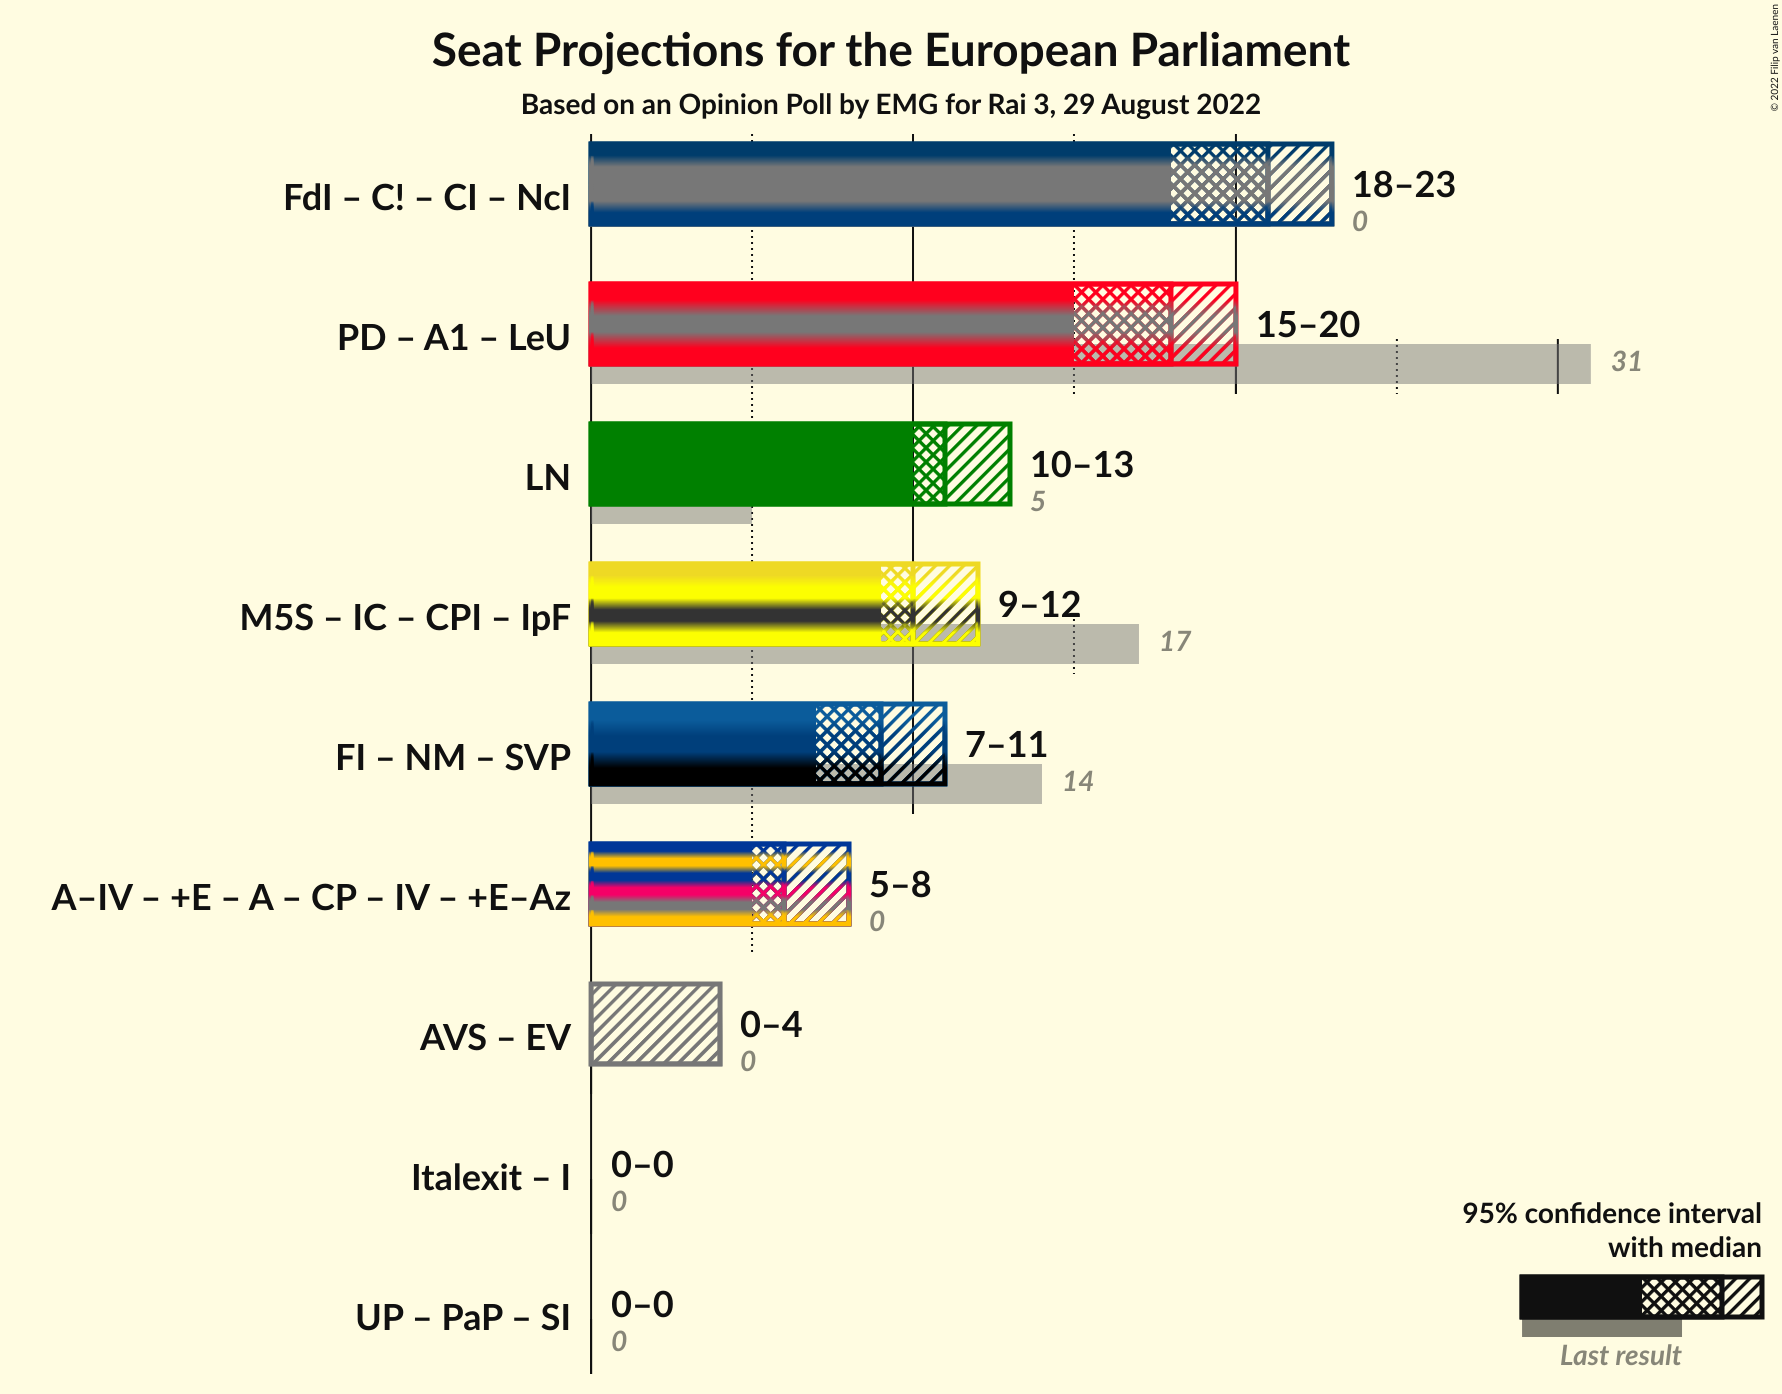 Seat Projections for the European Parliament
Based on an Opinion Poll by EMG for Rai 3, 29 August 2022
© 2022 Filip van Laenen
FdI – C! – CI – NcI
18–23
0
PD – A1 – LeU
15–20
31
LN
10–13
5
M5S – IC – CPI – IpF
9–12
17
FI – NM – SVP
7–11
14
A–IV – +E – A – CP – IV – +E–Az
5–8
0
AVS – EV
0–4
0
Italexit – I
0–0
0
UP – PaP – SI
0–0
0
95% confidence interval
with median
Last result